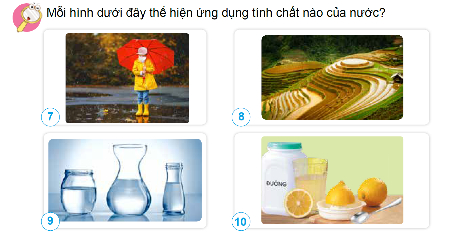 Mỗi hình dưới đây thể hiện ứng dụng tính chất nào của nước?
7
8
9
ĐƯỜNG
10